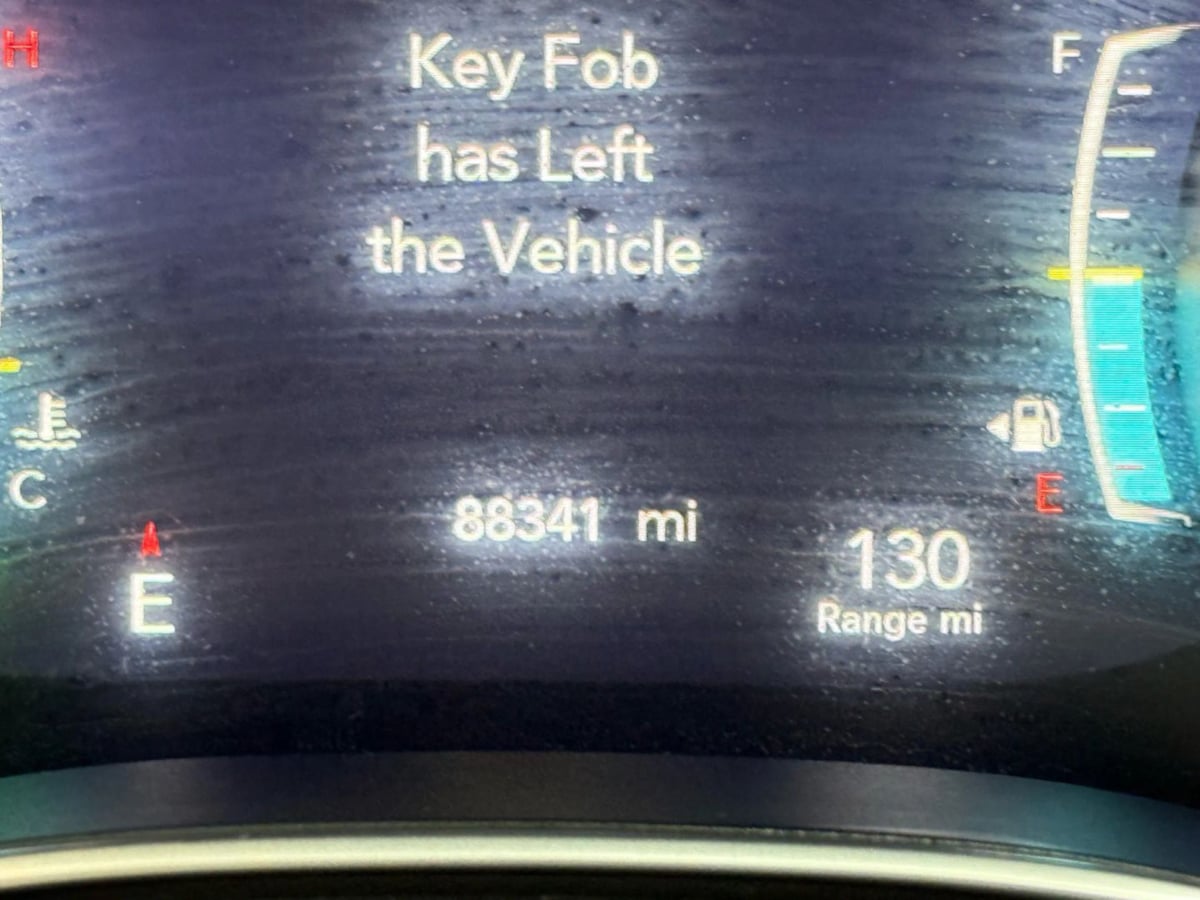 H
Key Fob
F
has Left
the Vehicle
C
E
88341 mi
E
130
Range mi